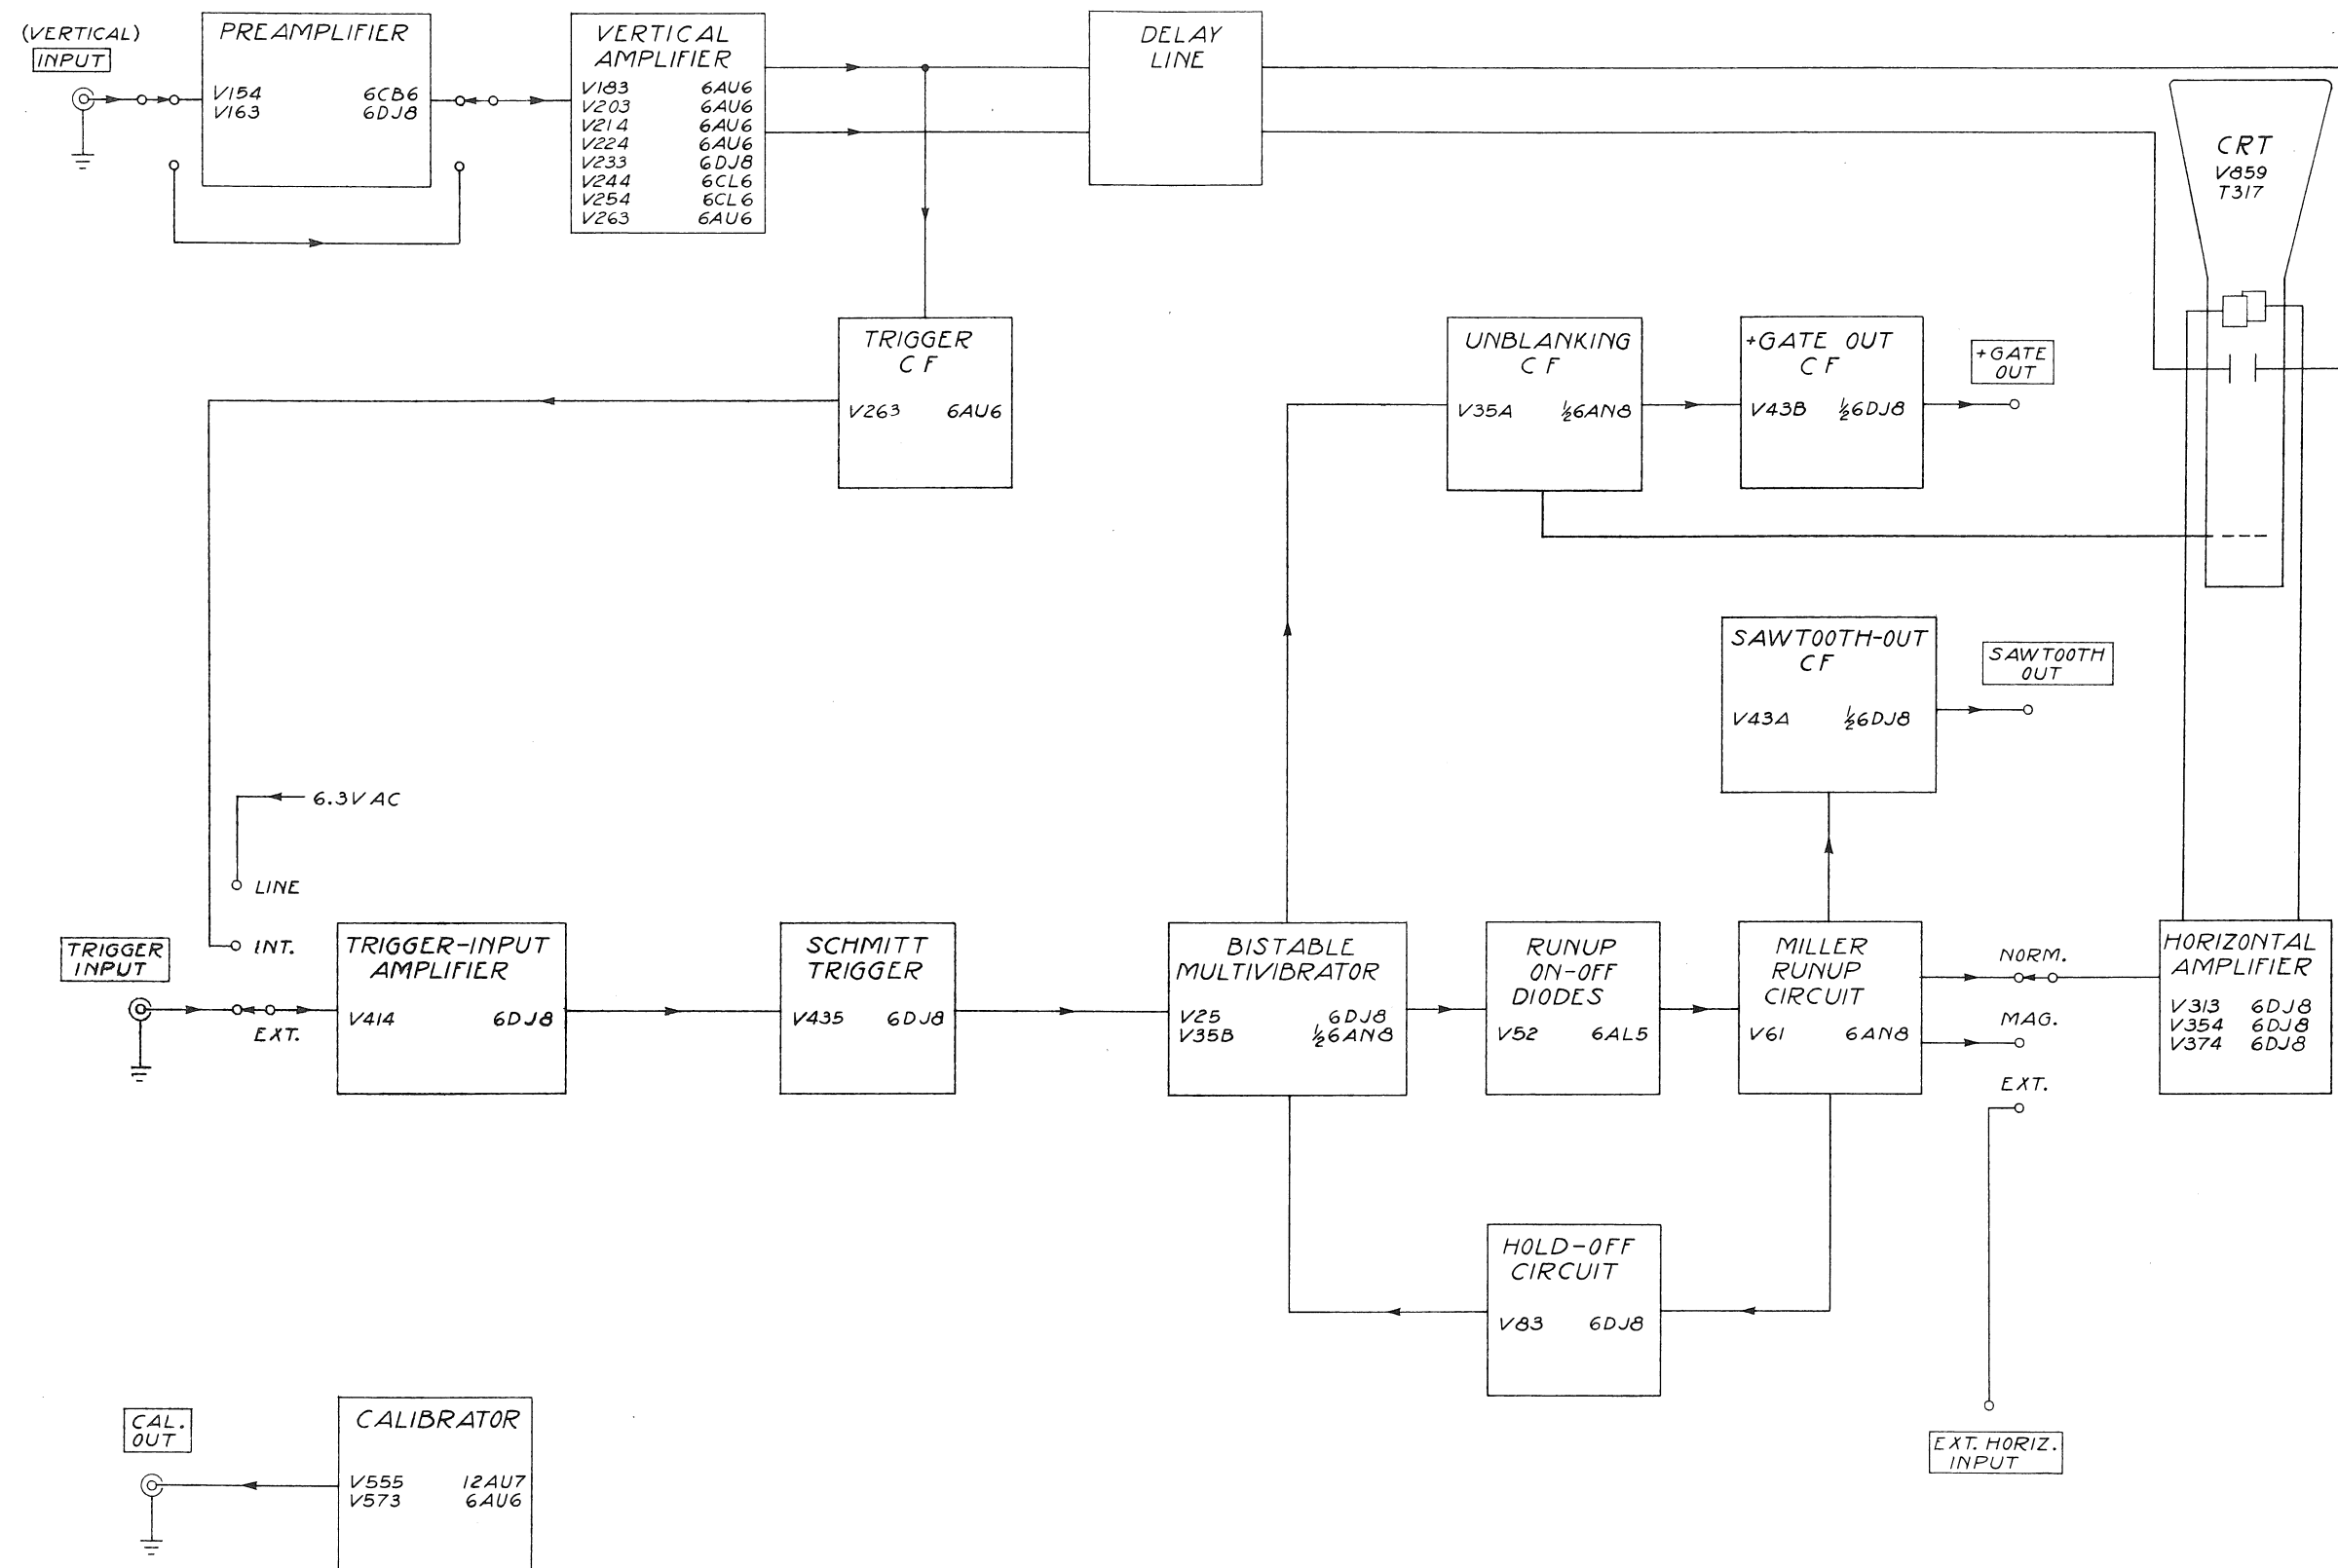 (VERTICAL)
INPUT
PREAMPLIFIER
V154 6CB6
V163 6DJ8
VERTICAL
AMPLIFIER
V183 6AU6
V203 6AU6
V214 6AU6
V224 6AU6
V233 6DJ8
V244 6CL6
V254 6CL6
V263 6AU6
DELAY
LINE
CRT
V859
T317
TRIGGER
CF
V263 6AU6
UNBLANKING
CF
V35A ½6AN8
+GATE OUT
CF
V43B ½6DJ8
+GATE
OUT
SAWTOOTH-OUT
CF
V43A ½6DJ8
SAWTOOTH
OUT
6.3V AC
LINE
INT.
TRIGGER
INPUT
EXT.
TRIGGER-INPUT
AMPLIFIER
V414 6DJ8
SCHMITT
TRIGGER
V435 6DJ8
BISTABLE
MULTIVIBRATOR
V25 6DJ8
V35B ½6AN8
RUNUP
ON-OFF
DIODES
V52 6AL5
MILLER
RUNUP
CIRCUIT
V61 6AN8
NORM.
MAG.
EXT.
HORIZONTAL
AMPLIFIER
V313 6DJ8
V354 6DJ8
V374 6DJ8
HOLD-OFF
CIRCUIT
V83 6DJ8
EXT. HORIZ.
INPUT
CAL.
OUT
CALIBRATOR
V555 12AU7
V573 6AU6